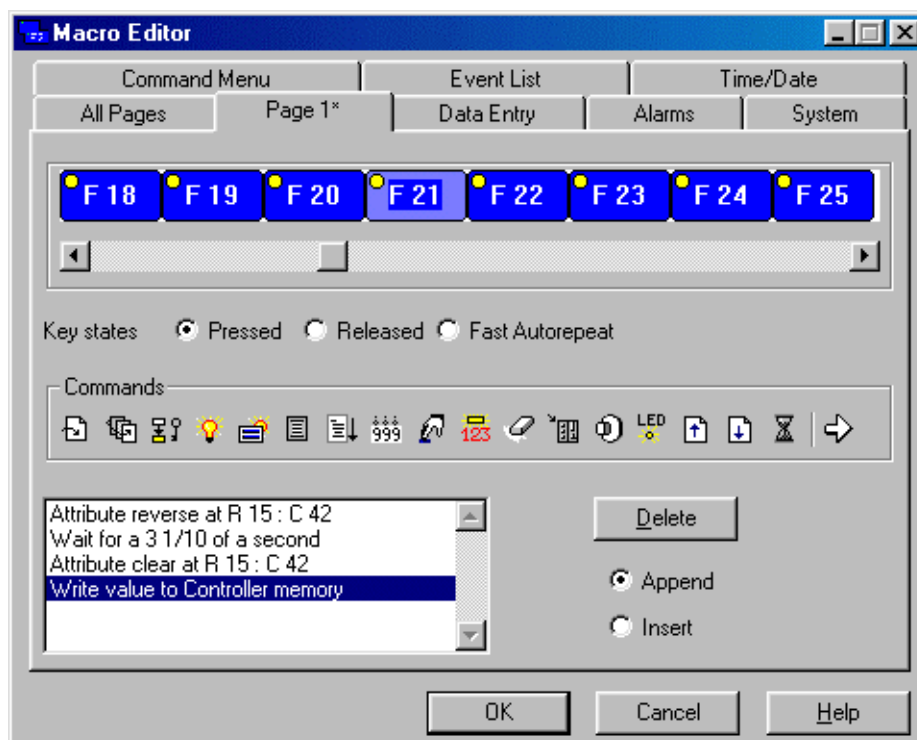 Macro Editor
Command Menu Event List Time/Date
All Pages Page 1* Data Entry Alarms System
F 18 F 19 F 20 F 21 F 22 F 23 F 24 F 25
Key states Pressed Released Fast Autorepeat
Commands
999 123 LED
Attribute reverse at R 15 : C 42
Wait for a 3 1/10 of a second
Attribute clear at R 15 : C 42
Write value to Controller memory
Delete
Append
Insert
OK Cancel Help